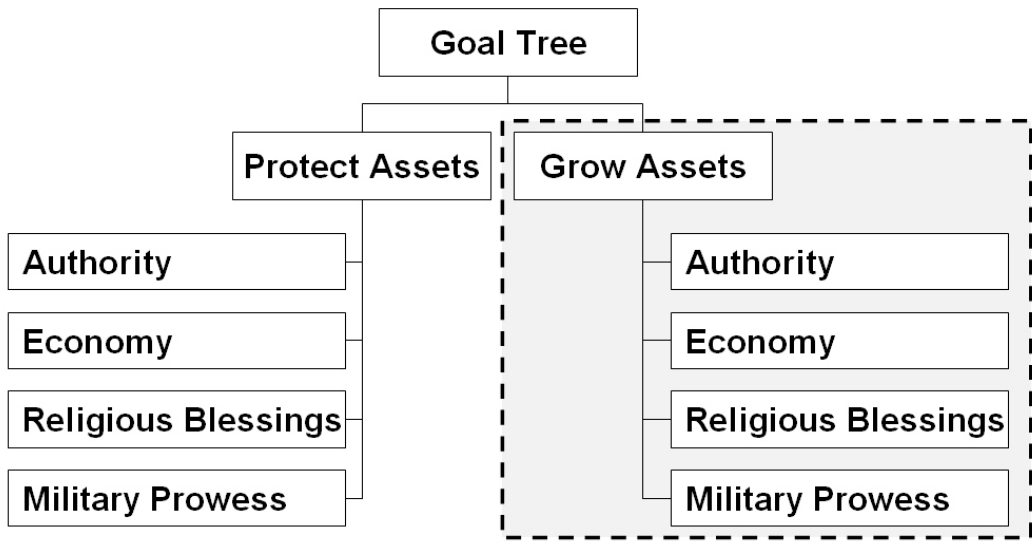 Goal Tree
Protect Assets
Grow Assets
Authority
Economy
Religious Blessings
Military Prowess
Authority
Economy
Religious Blessings
Military Prowess